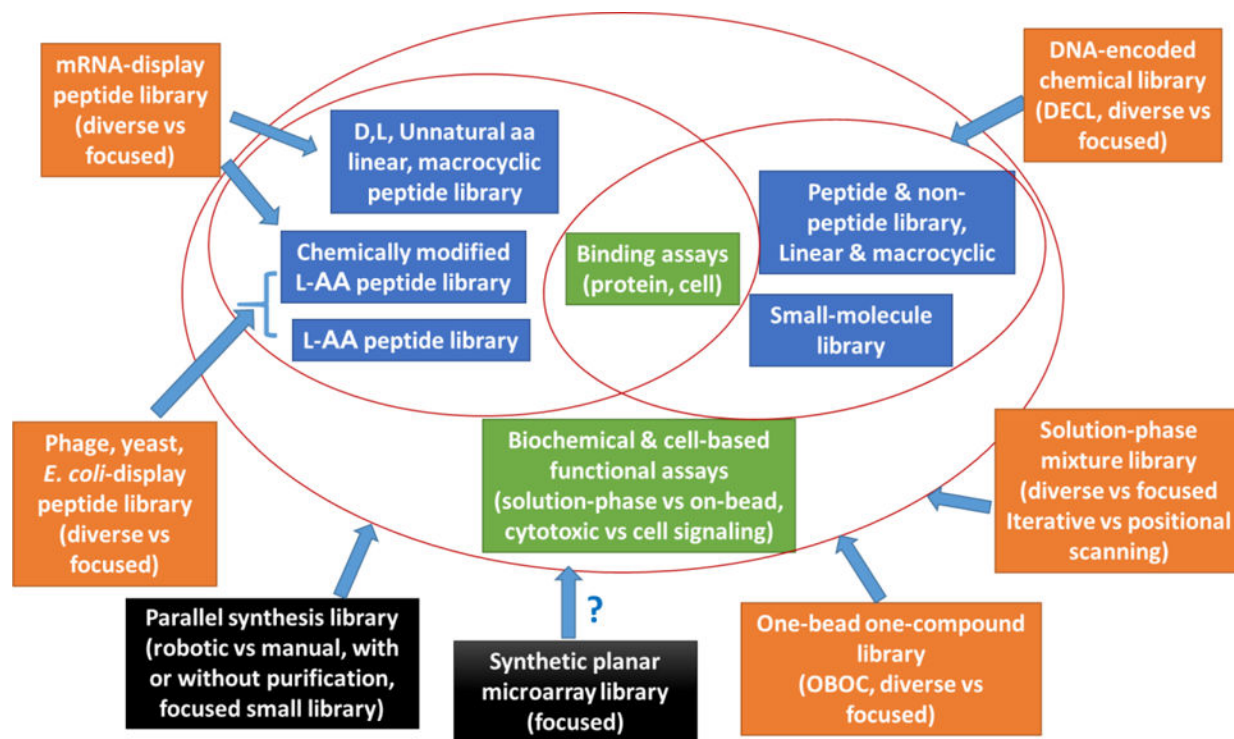 mRNA-display
peptide library
(diverse vs
focused)
DNA-encoded
chemical library
(DECL, diverse vs
focused)
D,L, Unnatural aa
linear, macrocyclic
peptide library
Peptide & non-
peptide library,
Linear & macrocyclic
Chemically modified
L-AA peptide library
Binding assays
(protein, cell)
Small-molecule
library
L-AA peptide library
Phage, yeast,
E. coli-display
peptide library
(diverse vs
focused)
Biochemical & cell-based
functional assays
(solution-phase vs on-bead,
cytotoxic vs cell signaling)
Solution-phase
mixture library
(diverse vs focused
Iterative vs positional
scanning)
Parallel synthesis library
(robotic vs manual, with
or without purification,
focused small library)
?
Synthetic planar
microarray library
(focused)
One-bead one-compound
library
(OBOC, diverse vs
focused)